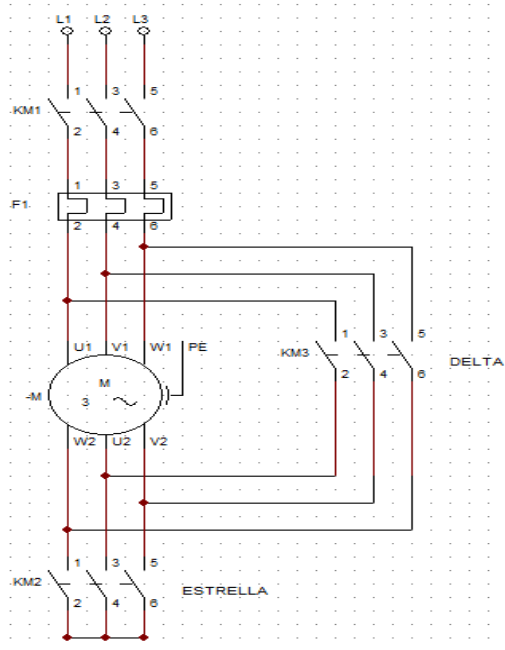 L1 L2 L3
1 3 5
KM1
2 4 6
1 3 5
F1
2 4 6
U1 V1 W1 PE
1 3 5
KM3
DELTA
2 4 6
M
-M
3
W2 U2 V2
1 3 5
KM2
ESTRELLA
2 4 6